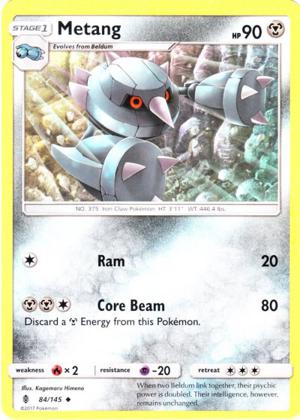 STAGE 1 Metang HP 90
Evolves from Beldum
NO. 375 Iron Claw Pokémon HT: 3'11" WT: 446.4 lbs.
Ram 20
Core Beam 80
Discard a Energy from this Pokémon.
weakness × 2 resistance -20 retreat
Illus. Kagemaru Himeno
84/145
©2017 Pokémon
When two Beldum link together, their psychic
power is doubled. Their intelligence, however,
remains unchanged.